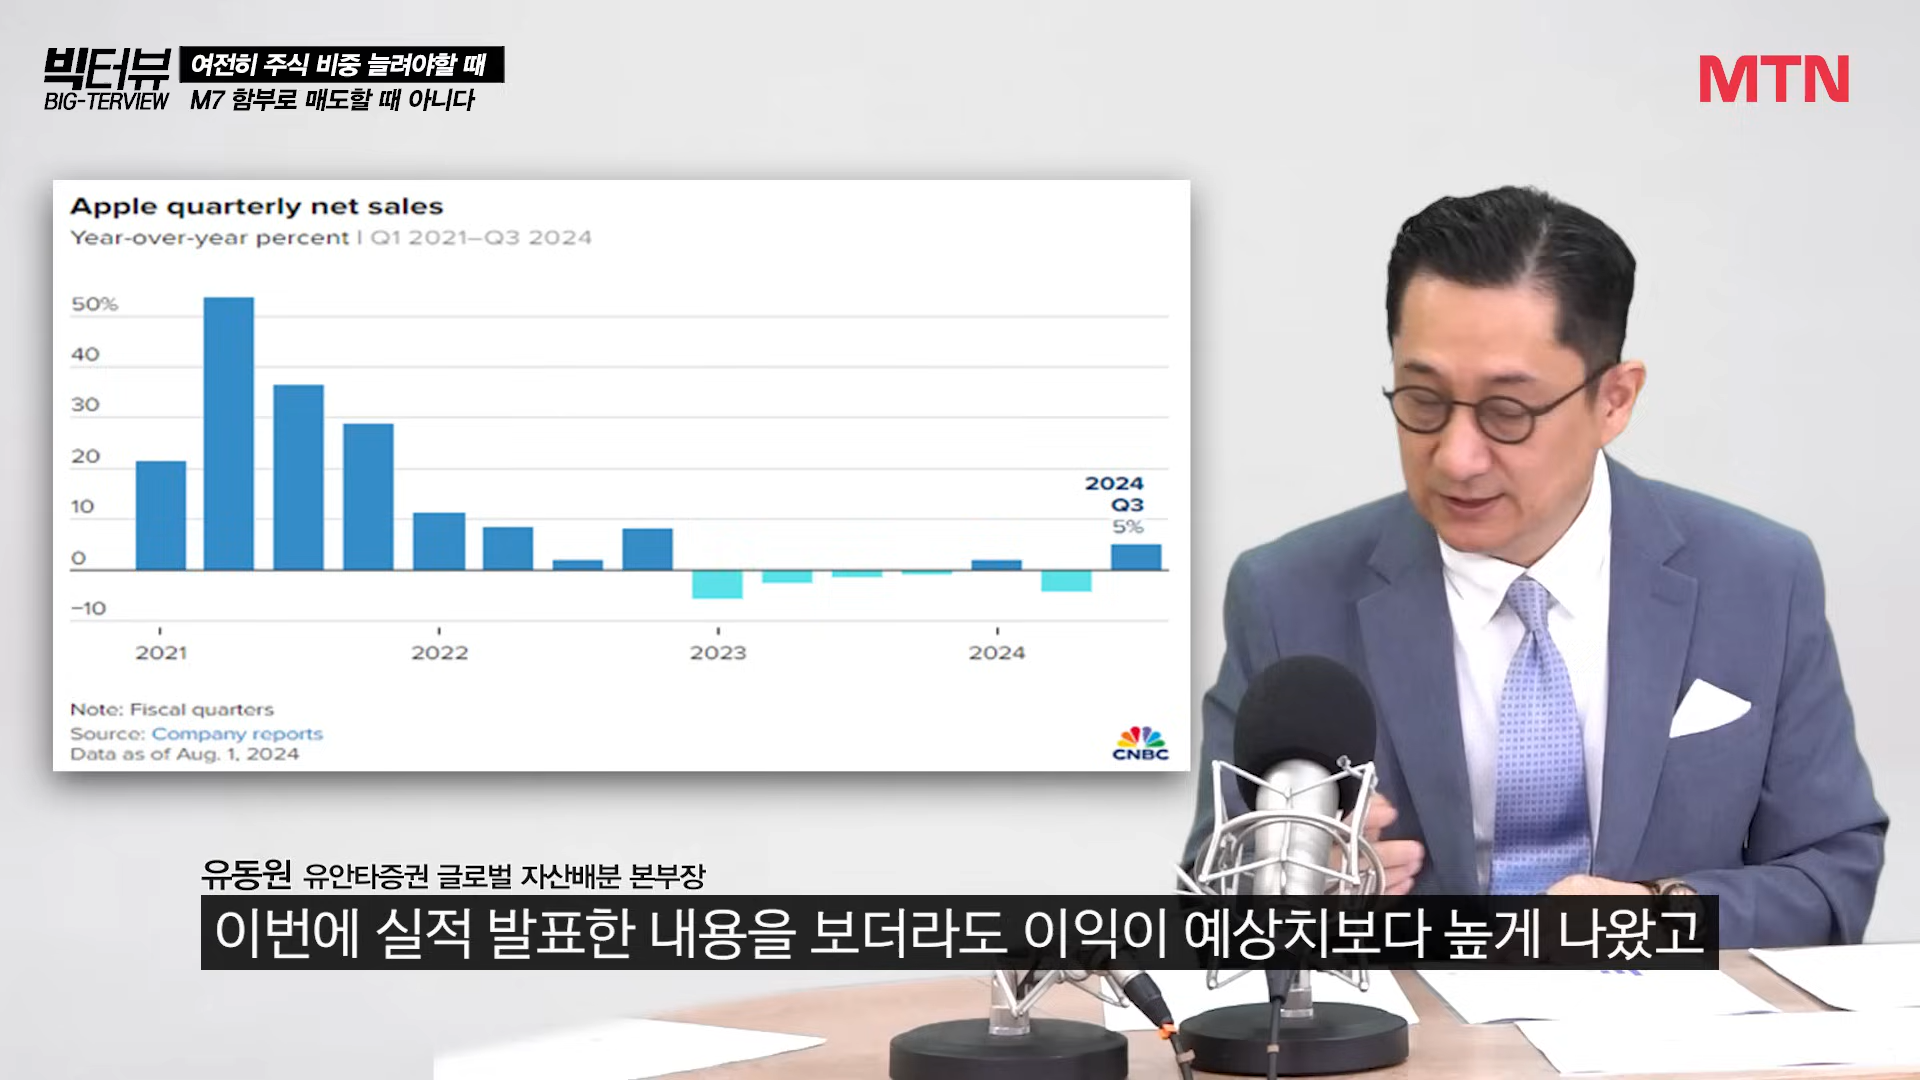 빅터뷰
BIG-TERVIEW
여전히 주식 비중 늘려야할 때
M7 함부로 매도할 때 아니다
MTN
Apple quarterly net sales
Year-over-year percent | Q1 2021–Q3 2024
50%
40
30
20
10
0
−10
2024
Q3
5%
2021
2022
2023
2024
Note: Fiscal quarters
Source: Company reports
Data as of Aug. 1, 2024
CNBC
유동원 유안타증권 글로벌 자산배분 본부장
이번에 실적 발표한 내용을 보더라도 이익이 예상치보다 높게 나왔고